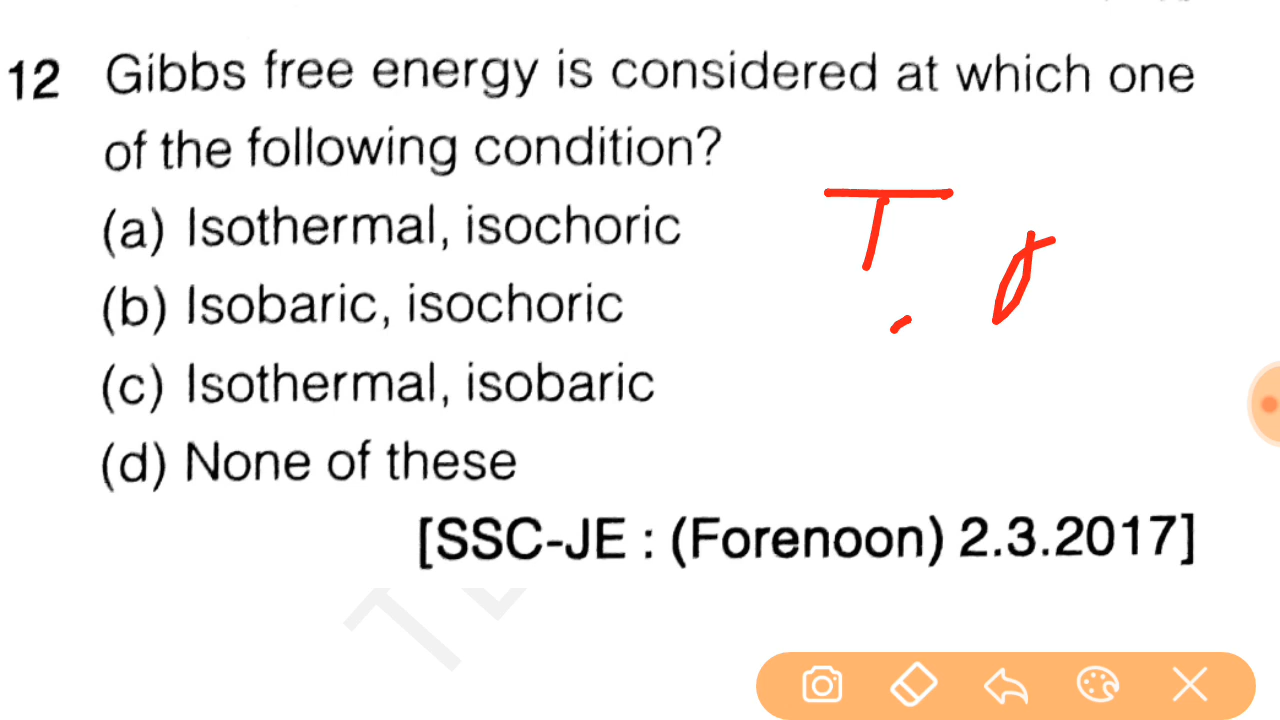 12 Gibbs free energy is considered at which one
of the following condition?
(a) Isothermal, isochoric
T.
(b) Isobaric, isochoric
(c) Isothermal, isobaric
(d) None of these
[SSC-JE : (Forenoon) 2.3.2017]